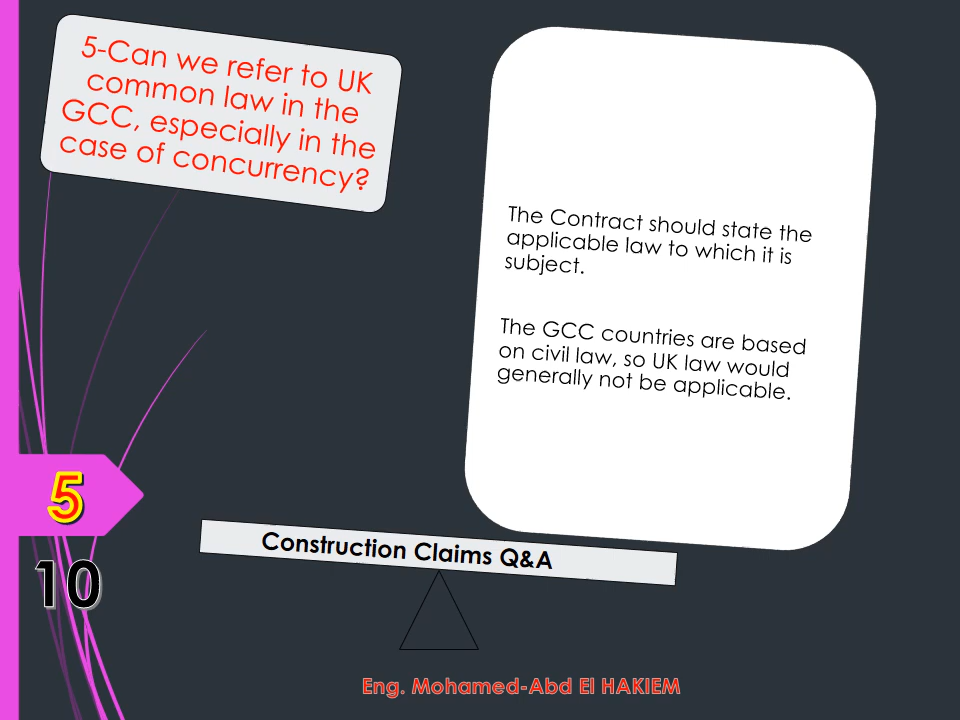 5-Can we refer to UK
common law in the
GCC, especially in the
case of concurrency?
The Contract should state the
applicable law to which it is
subject.
The GCC countries are based
on civil law, so UK law would
generally not be applicable.
5
10
Construction Claims Q&A
Eng. Mohamed-Abd El HAKIEM